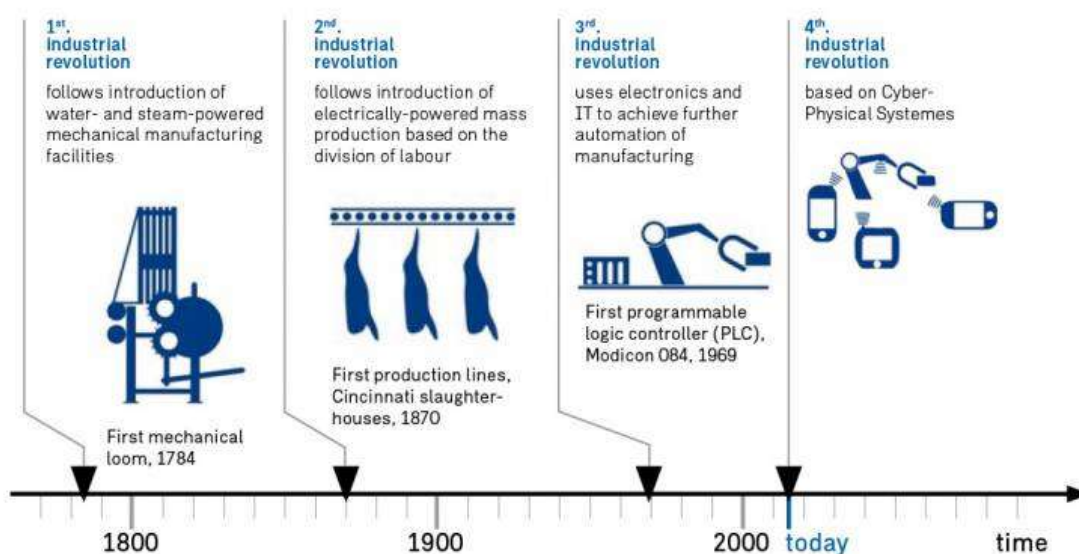 1st.
industrial
revolution
follows introduction of
water- and steam-powered
mechanical manufacturing
facilities
First mechanical
loom, 1784
2nd.
industrial
revolution
follows introduction of
electrically-powered mass
production based on the
division of labour
First production lines,
Cincinnati slaughter-
houses, 1870
3rd.
industrial
revolution
uses electronics and
IT to achieve further
automation of
manufacturing
First programmable
logic controller (PLC),
Modicon 084, 1969
4th.
industrial
revolution
based on Cyber-
Physical Systemes
1800 1900 2000 today time